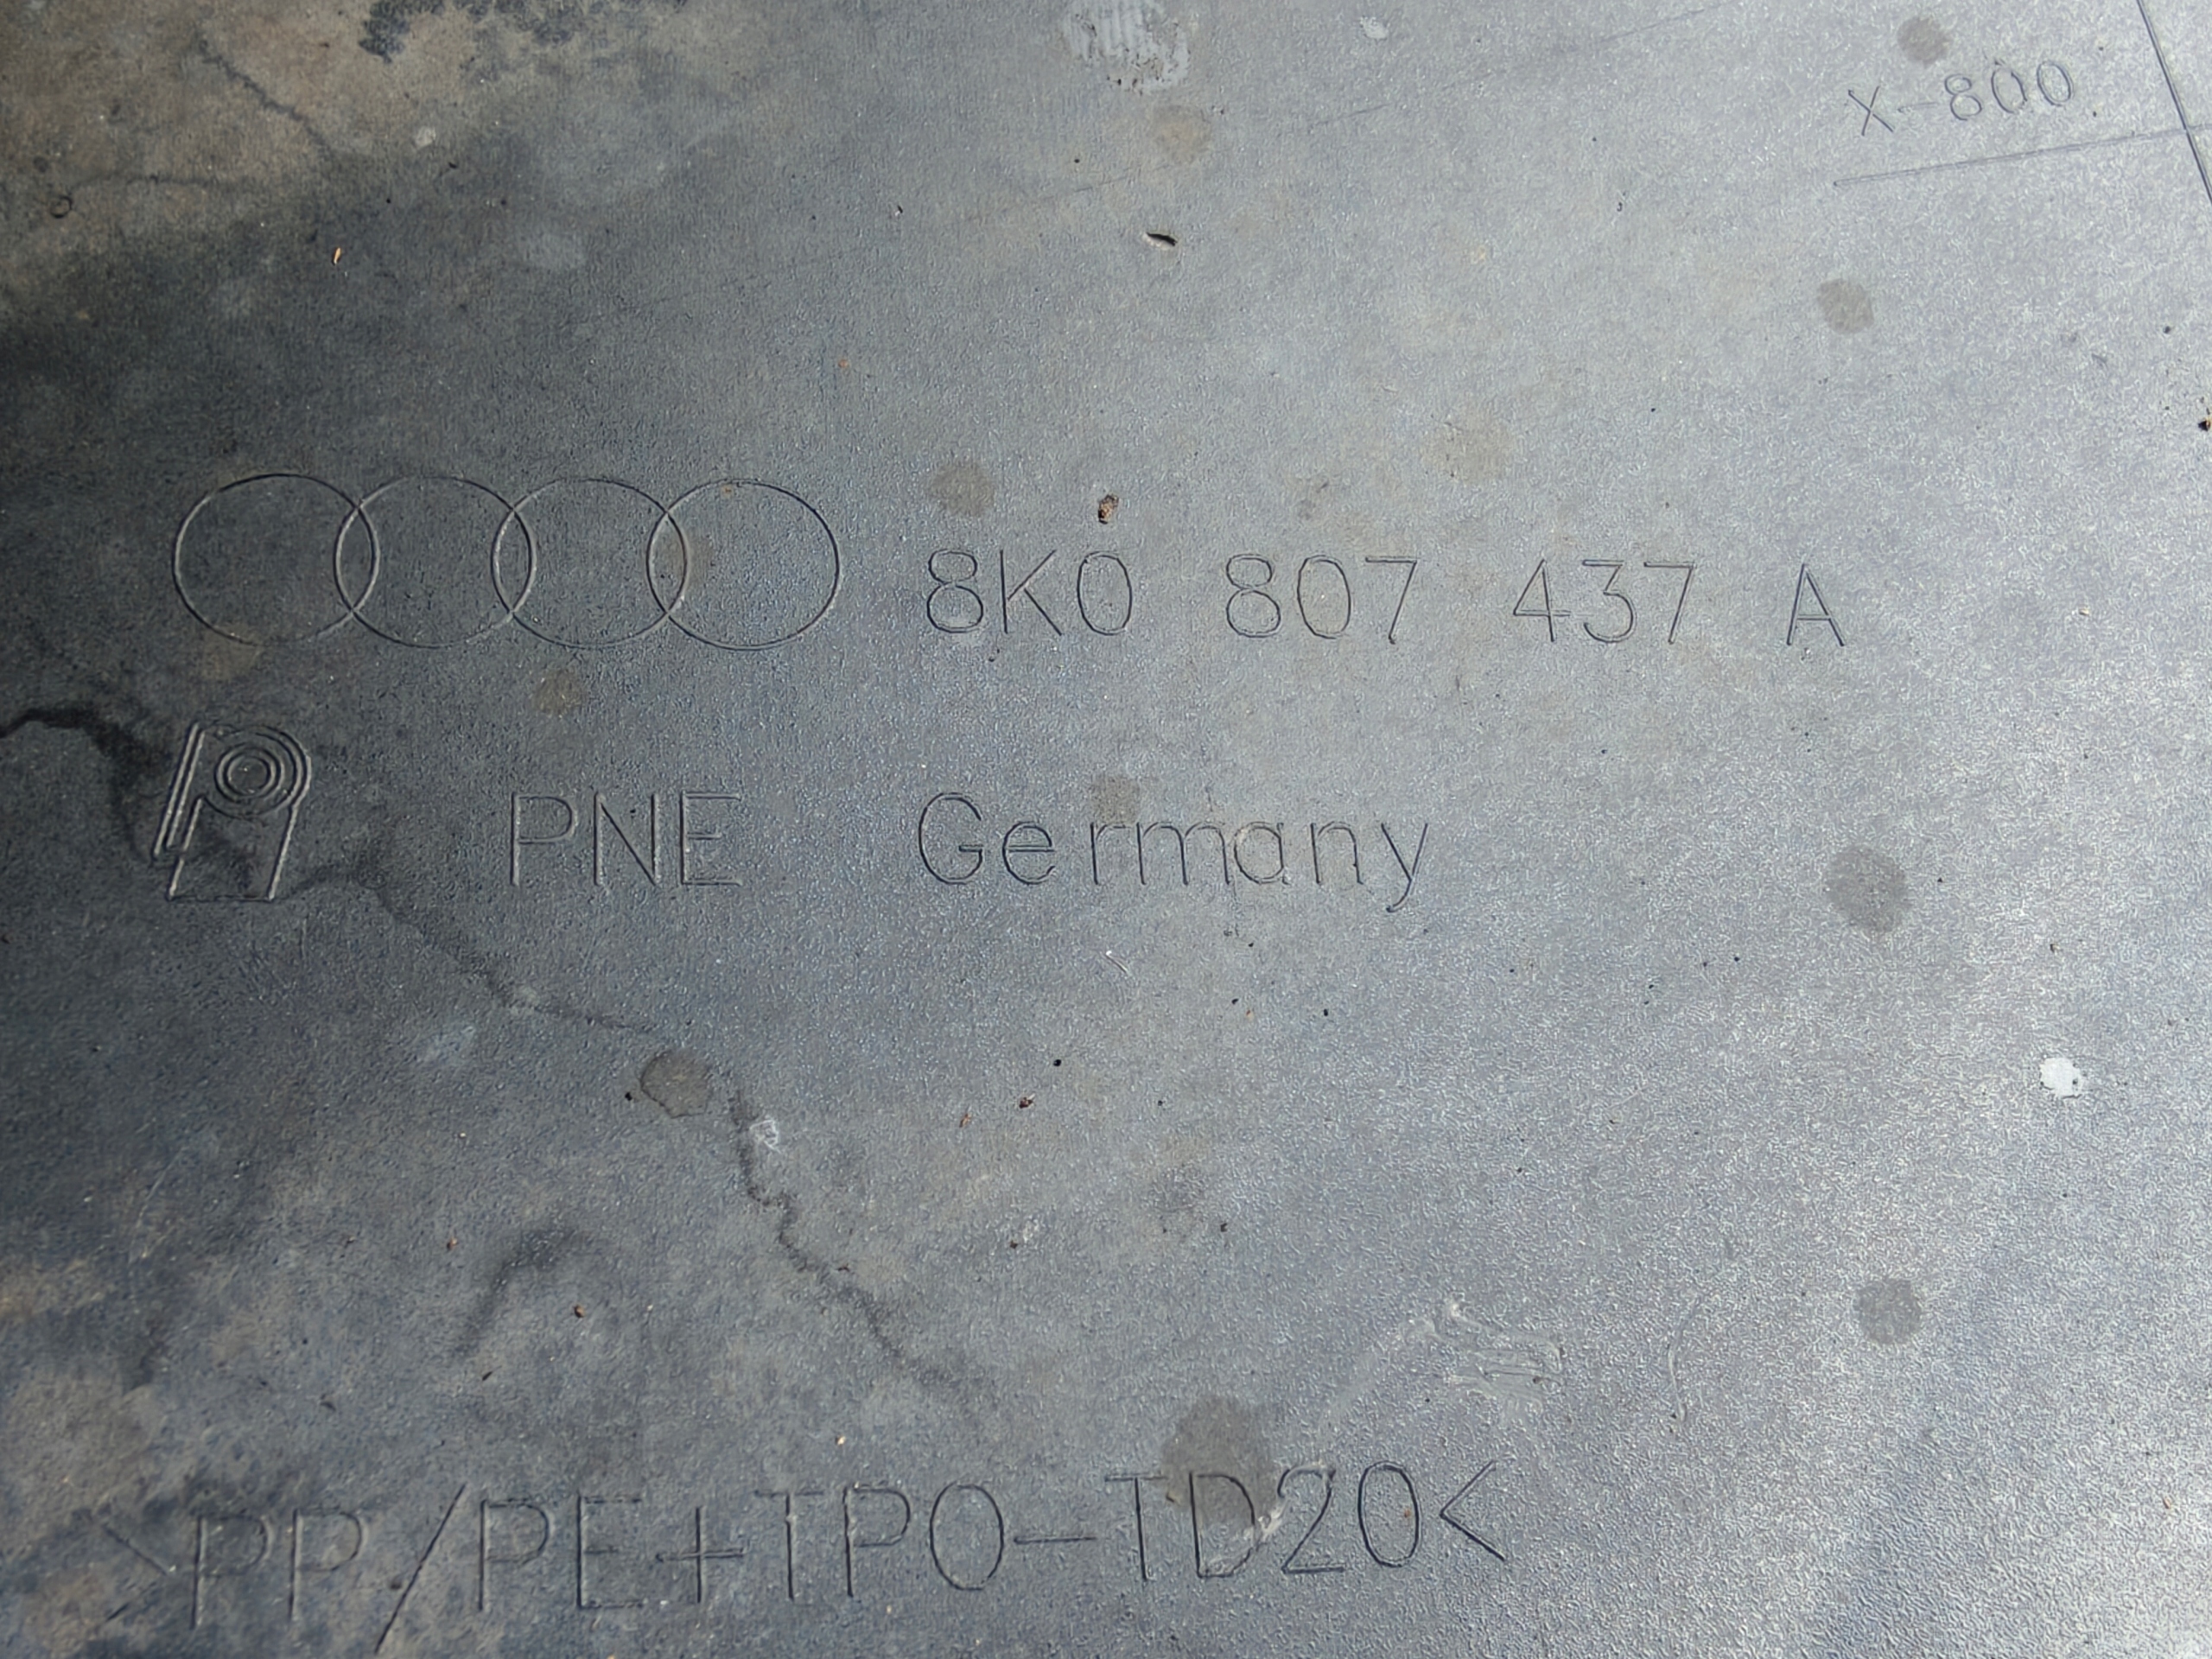 X-800
8K0 807 437 A
PNE Germany
>PP/PE+TPO-TD20<